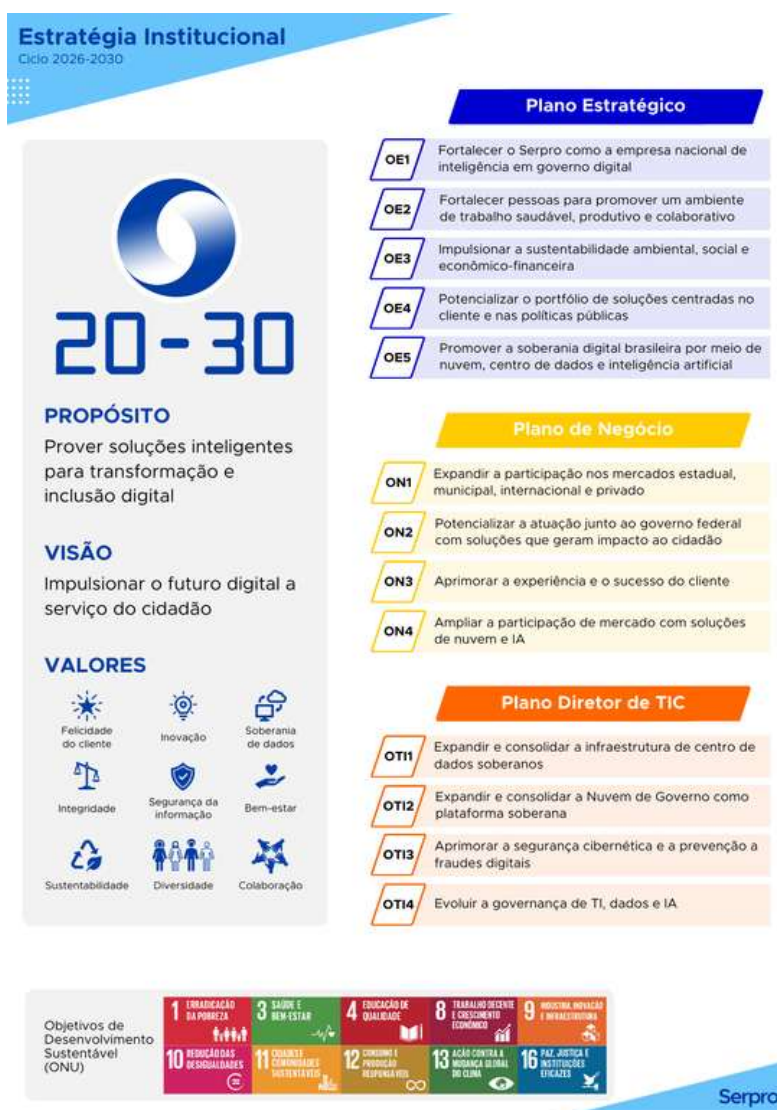 Estratégia Institucional
Ciclo 2026-2030
20-30
PROPÓSITO
Prover soluções inteligentes
para transformação e
inclusão digital
VISÃO
Impulsionar o futuro digital a
serviço do cidadão
VALORES
Felicidade
do cliente
Inovação
Soberania
de dados
Integridade
Segurança da
informação
Bem-estar
Sustentabilidade
Diversidade
Colaboração
Plano Estratégico
OE1
Fortalecer o Serpro como a empresa nacional de
inteligência em governo digital
OE2
Fortalecer pessoas para promover um ambiente
de trabalho saudável, produtivo e colaborativo
OE3
Impulsionar a sustentabilidade ambiental, social e
econômico-financeira
OE4
Potencializar o portfólio de soluções centradas no
cliente e nas políticas públicas
OE5
Promover a soberania digital brasileira por meio de
nuvem, centro de dados e inteligência artificial
Plano de Negócio
ON1
Expandir a participação nos mercados estadual,
municipal, internacional e privado
ON2
Potencializar a atuação junto ao governo federal
com soluções que geram impacto ao cidadão
ON3
Aprimorar a experiência e o sucesso do cliente
ON4
Ampliar a participação de mercado com soluções
de nuvem e IA
Plano Diretor de TIC
OTI1
Expandir e consolidar a infraestrutura de centro de
dados soberanos
OTI2
Expandir e consolidar a Nuvem de Governo como
plataforma soberana
OTI3
Aprimorar a segurança cibernética e a prevenção a
fraudes digitais
OTI4
Evoluir a governança de TI, dados e IA
Objetivos de
Desenvolvimento
Sustentável
(ONU)
1 ERRADICAÇÃO
DA POBREZA
3 SAÚDE E
BEM-ESTAR
4 EDUCAÇÃO DE
QUALIDADE
8 TRABALHO DECENTE
E CRESCIMENTO
ECONÔMICO
9 INDÚSTRIA, INOVAÇÃO
E INFRAESTRUTURA
10 REDUÇÃO DAS
DESIGUALDADES
11 CIDADES E
COMUNIDADES
SUSTENTÁVEIS
12 CONSUMO E
PRODUÇÃO
RESPONSÁVEIS
13 AÇÃO CONTRA A
MUDANÇA GLOBAL
DO CLIMA
16 PAZ, JUSTIÇA E
INSTITUIÇÕES
EFICAZES
Serpro